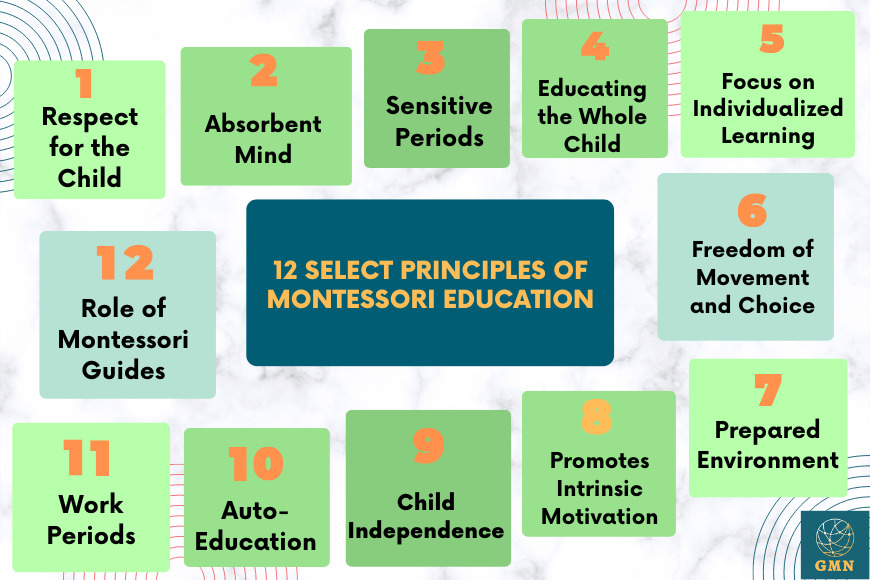 12 SELECT PRINCIPLES OF
MONTESSORI EDUCATION
1
Respect
for the
Child
2
Absorbent
Mind
3
Sensitive
Periods
4
Educating
the Whole
Child
5
Focus on
Individualized
Learning
6
Freedom of
Movement
and Choice
7
Prepared
Environment
8
Promotes
Intrinsic
Motivation
9
Child
Independence
10
Auto-
Education
11
Work
Periods
12
Role of
Montessori
Guides
GMN